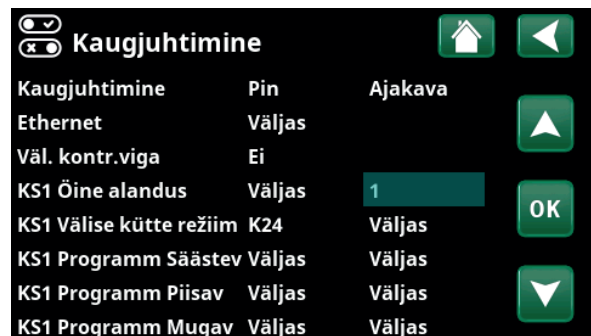 Kaugjuhtimine
Kaugjuhtimine Pin Ajakava
Ethernet Väljas
Väl. kontr.viga Ei
KS1 Öine alandus Väljas 1
OK
KS1 Välise kütte režiim K24 Väljas
KS1 Programm Säästev Väljas Väljas
KS1 Programm Piisav Väljas Väljas
KS1 Programm Mugav Väljas Väljas